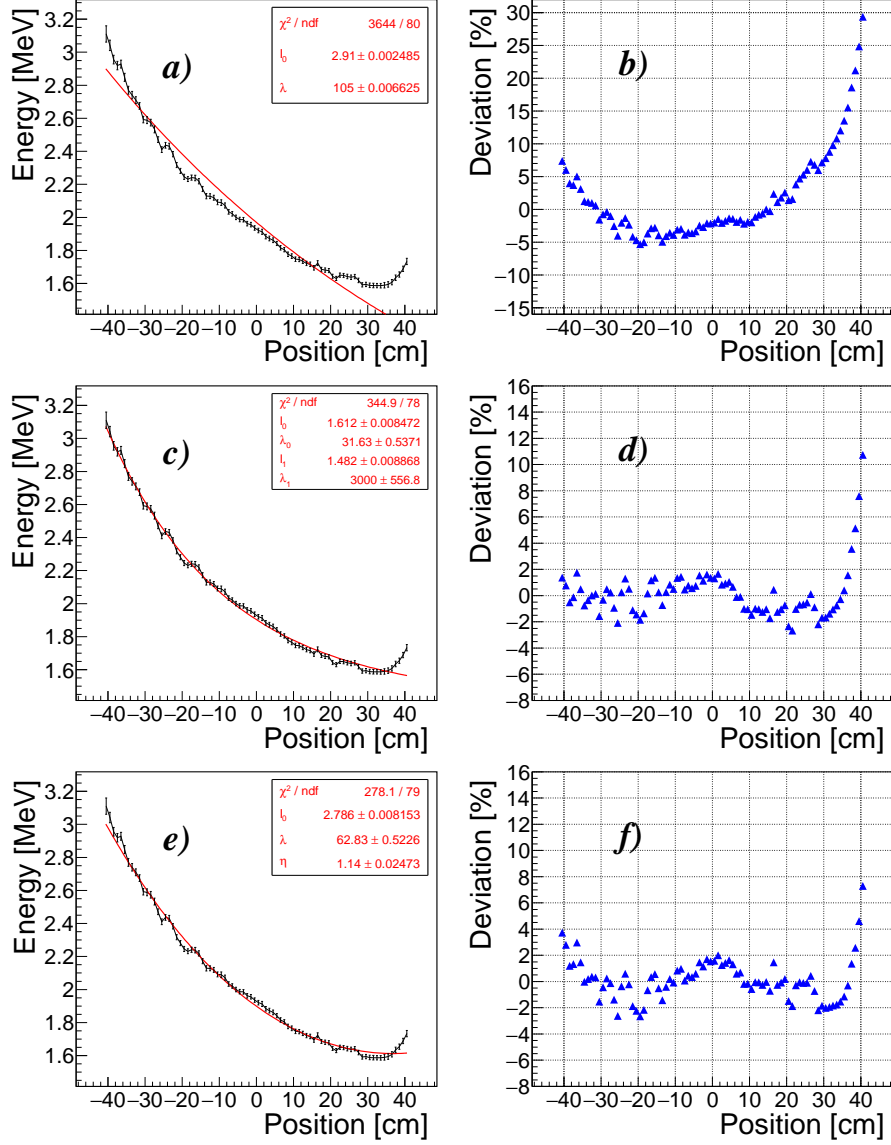 a)
χ² / ndf 3644 / 80
I₀ 2.91 ± 0.002485
λ 105 ± 0.006625
Energy [MeV]
3.2
3
2.8
2.6
2.4
2.2
2
1.8
1.6
−40 −30 −20 −10 0 10 20 30 40
Position [cm]
b)
Deviation [%]
30
25
20
15
10
5
0
−5
−10
−15
−40 −30 −20 −10 0 10 20 30 40
Position [cm]
c)
χ² / ndf 344.9 / 78
I₀ 1.612 ± 0.008472
λ₀ 31.63 ± 0.5371
I₁ 1.482 ± 0.008868
λ₁ 3000 ± 556.8
Energy [MeV]
3.2
3
2.8
2.6
2.4
2.2
2
1.8
1.6
−40 −30 −20 −10 0 10 20 30 40
Position [cm]
d)
Deviation [%]
16
14
12
10
8
6
4
2
0
−2
−4
−6
−8
−40 −30 −20 −10 0 10 20 30 40
Position [cm]
e)
χ² / ndf 278.1 / 79
I₀ 2.786 ± 0.008153
λ 62.83 ± 0.5226
η 1.14 ± 0.02473
Energy [MeV]
3.2
3
2.8
2.6
2.4
2.2
2
1.8
1.6
−40 −30 −20 −10 0 10 20 30 40
Position [cm]
f)
Deviation [%]
16
14
12
10
8
6
4
2
0
−2
−4
−6
−8
−40 −30 −20 −10 0 10 20 30 40
Position [cm]